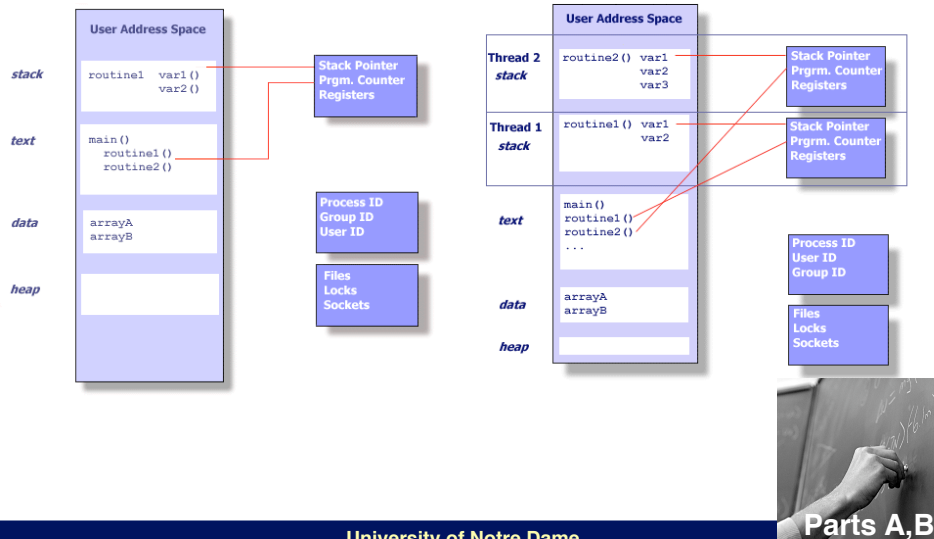 User Address Space
stack
routine1 var1()
var2()
Stack Pointer
Prgm. Counter
Registers
text
main()
routine1()
routine2()
data
arrayA
arrayB
Process ID
Group ID
User ID
heap
Files
Locks
Sockets
User Address Space
Thread 2
stack
routine2() var1
var2
var3
Stack Pointer
Prgrm. Counter
Registers
Thread 1
stack
routine1() var1
var2
Stack Pointer
Prgrm. Counter
Registers
text
main()
routine1()
routine2()
...
Process ID
User ID
Group ID
data
arrayA
arrayB
Files
Locks
Sockets
heap
Parts A,B
University of Notre Dame